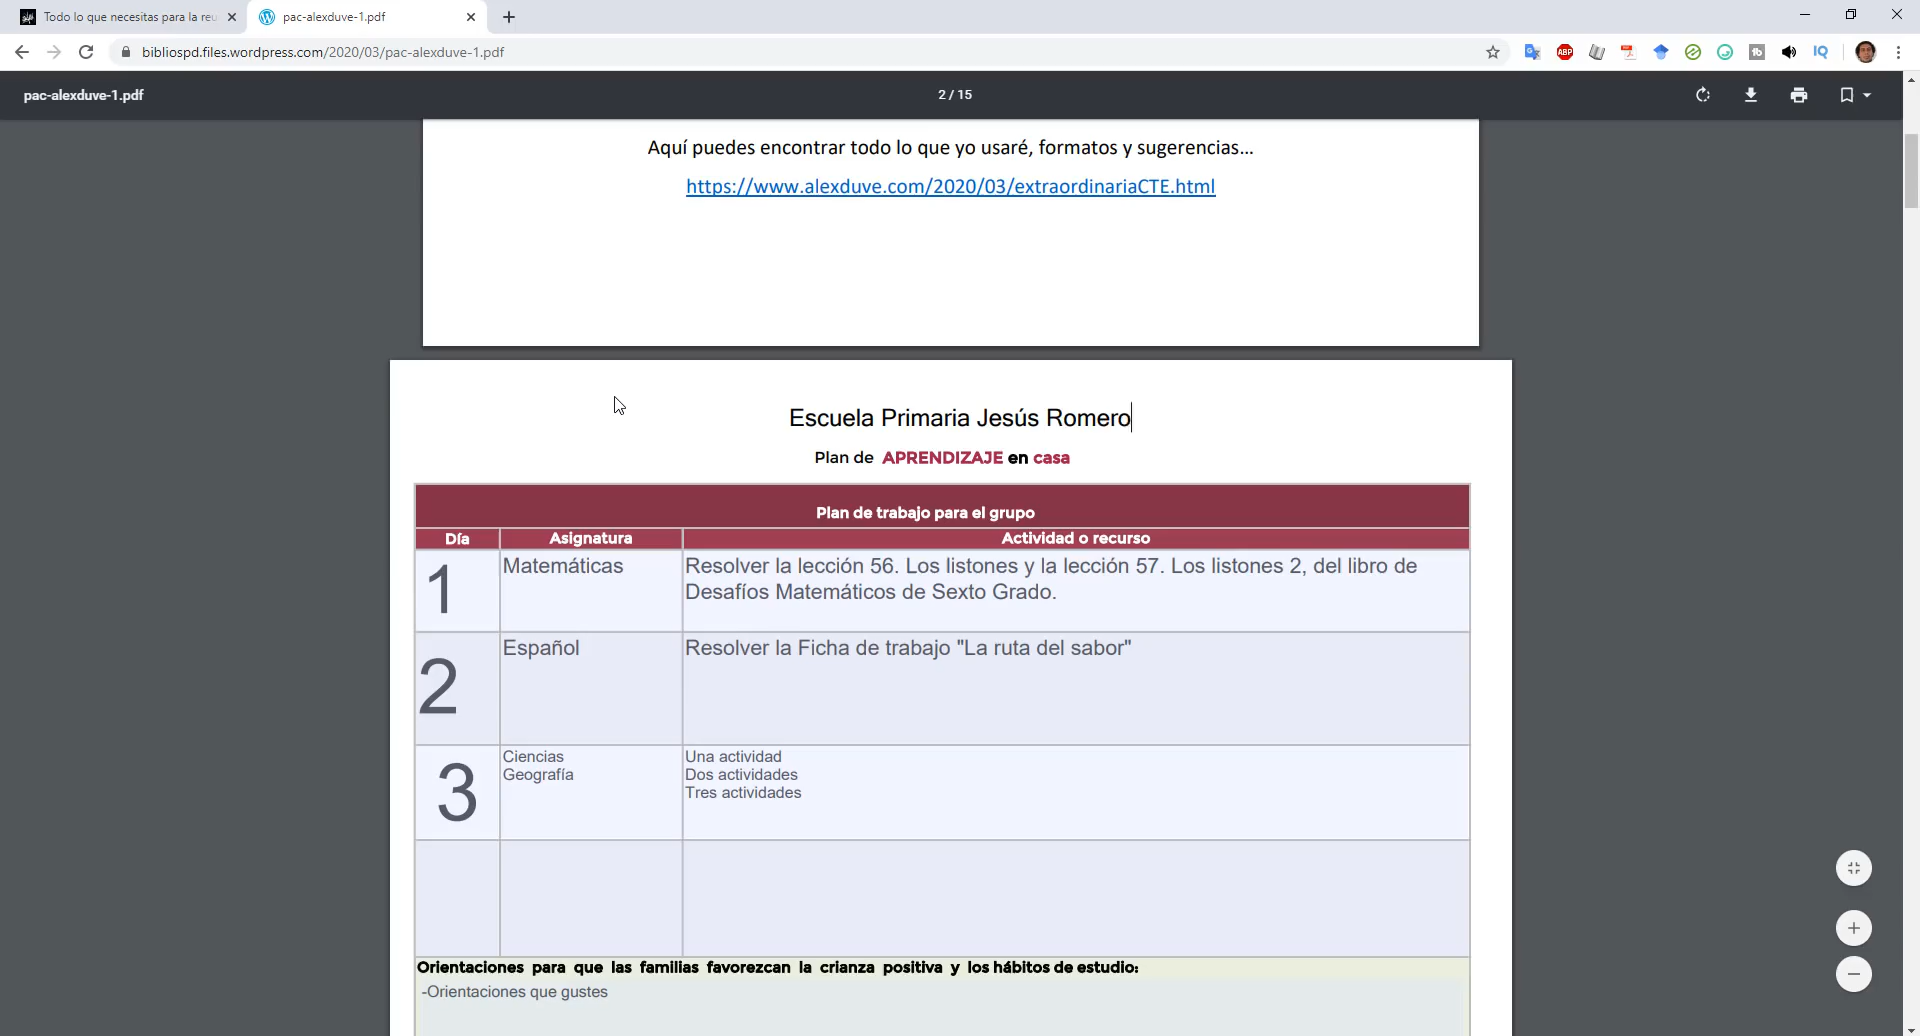 Todo lo que necesitas para la reu
pac-alexduve-1.pdf
bibliospd.files.wordpress.com/2020/03/pac-alexduve-1.pdf
ABP
tb
IQ
pac-alexduve-1.pdf
2 / 15
Aquí puedes encontrar todo lo que yo usaré, formatos y sugerencias...
https://www.alexduve.com/2020/03/extraordinariaCTE.html
Escuela Primaria Jesús Romero
Plan de APRENDIZAJE en casa
Plan de trabajo para el grupo
Día Asignatura Actividad o recurso
1 Matemáticas Resolver la lección 56. Los listones y la lección 57. Los listones 2, del libro de
Desafíos Matemáticos de Sexto Grado.
2 Español Resolver la Ficha de trabajo "La ruta del sabor"
3 Ciencias Una actividad
Geografía Dos actividades
Tres actividades
Orientaciones para que las familias favorezcan la crianza positiva y los hábitos de estudio:
-Orientaciones que gustes